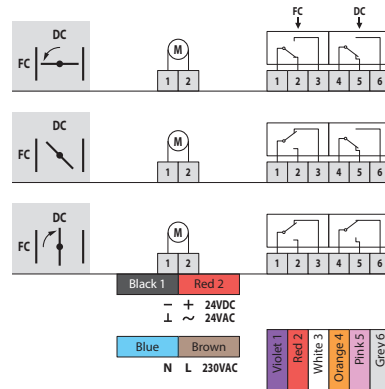 FC DC
DC
FC
M
1 2
1 2 3 4 5 6
DC
FC
M
1 2
1 2 3 4 5 6
DC
FC
M
1 2
1 2 3 4 5 6
Black 1 Red 2
− + 24VDC
⊥ ~ 24VAC
Blue Brown
N L 230VAC
Violet 1
Red 2
White 3
Orange 4
Pink 5
Grey 6